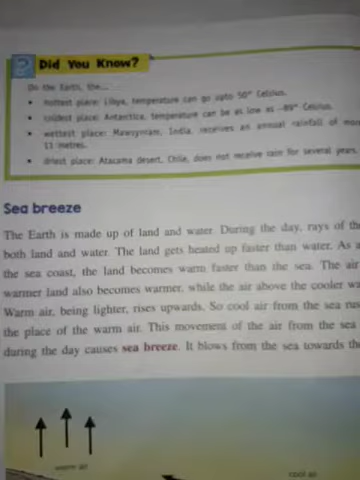 Did You Know?
On the Earth, the...
hottest place: Libya, temperature can go upto 50° Celsius.
coldest place: Antarctica, temperature can be as low as -89° Celsius.
wettest place: Mawsynram, India, receives an annual rainfall of
11 metres.
driest place: Atacama desert, Chile, does not receive rain for several years.
Sea breeze
The Earth is made up of land and water. During the day, rays of the
both land and water. The land gets heated up faster than water. As a
the sea coast, the land becomes warm faster than the sea. The air
warmer land also becomes warmer, while the air above the cooler
Warm air, being lighter, rises upwards. So cool air from the sea
the place of the warm air. This movement of the air from the sea
during the day causes sea breeze. It blows from the sea towards the
warm air
cool air